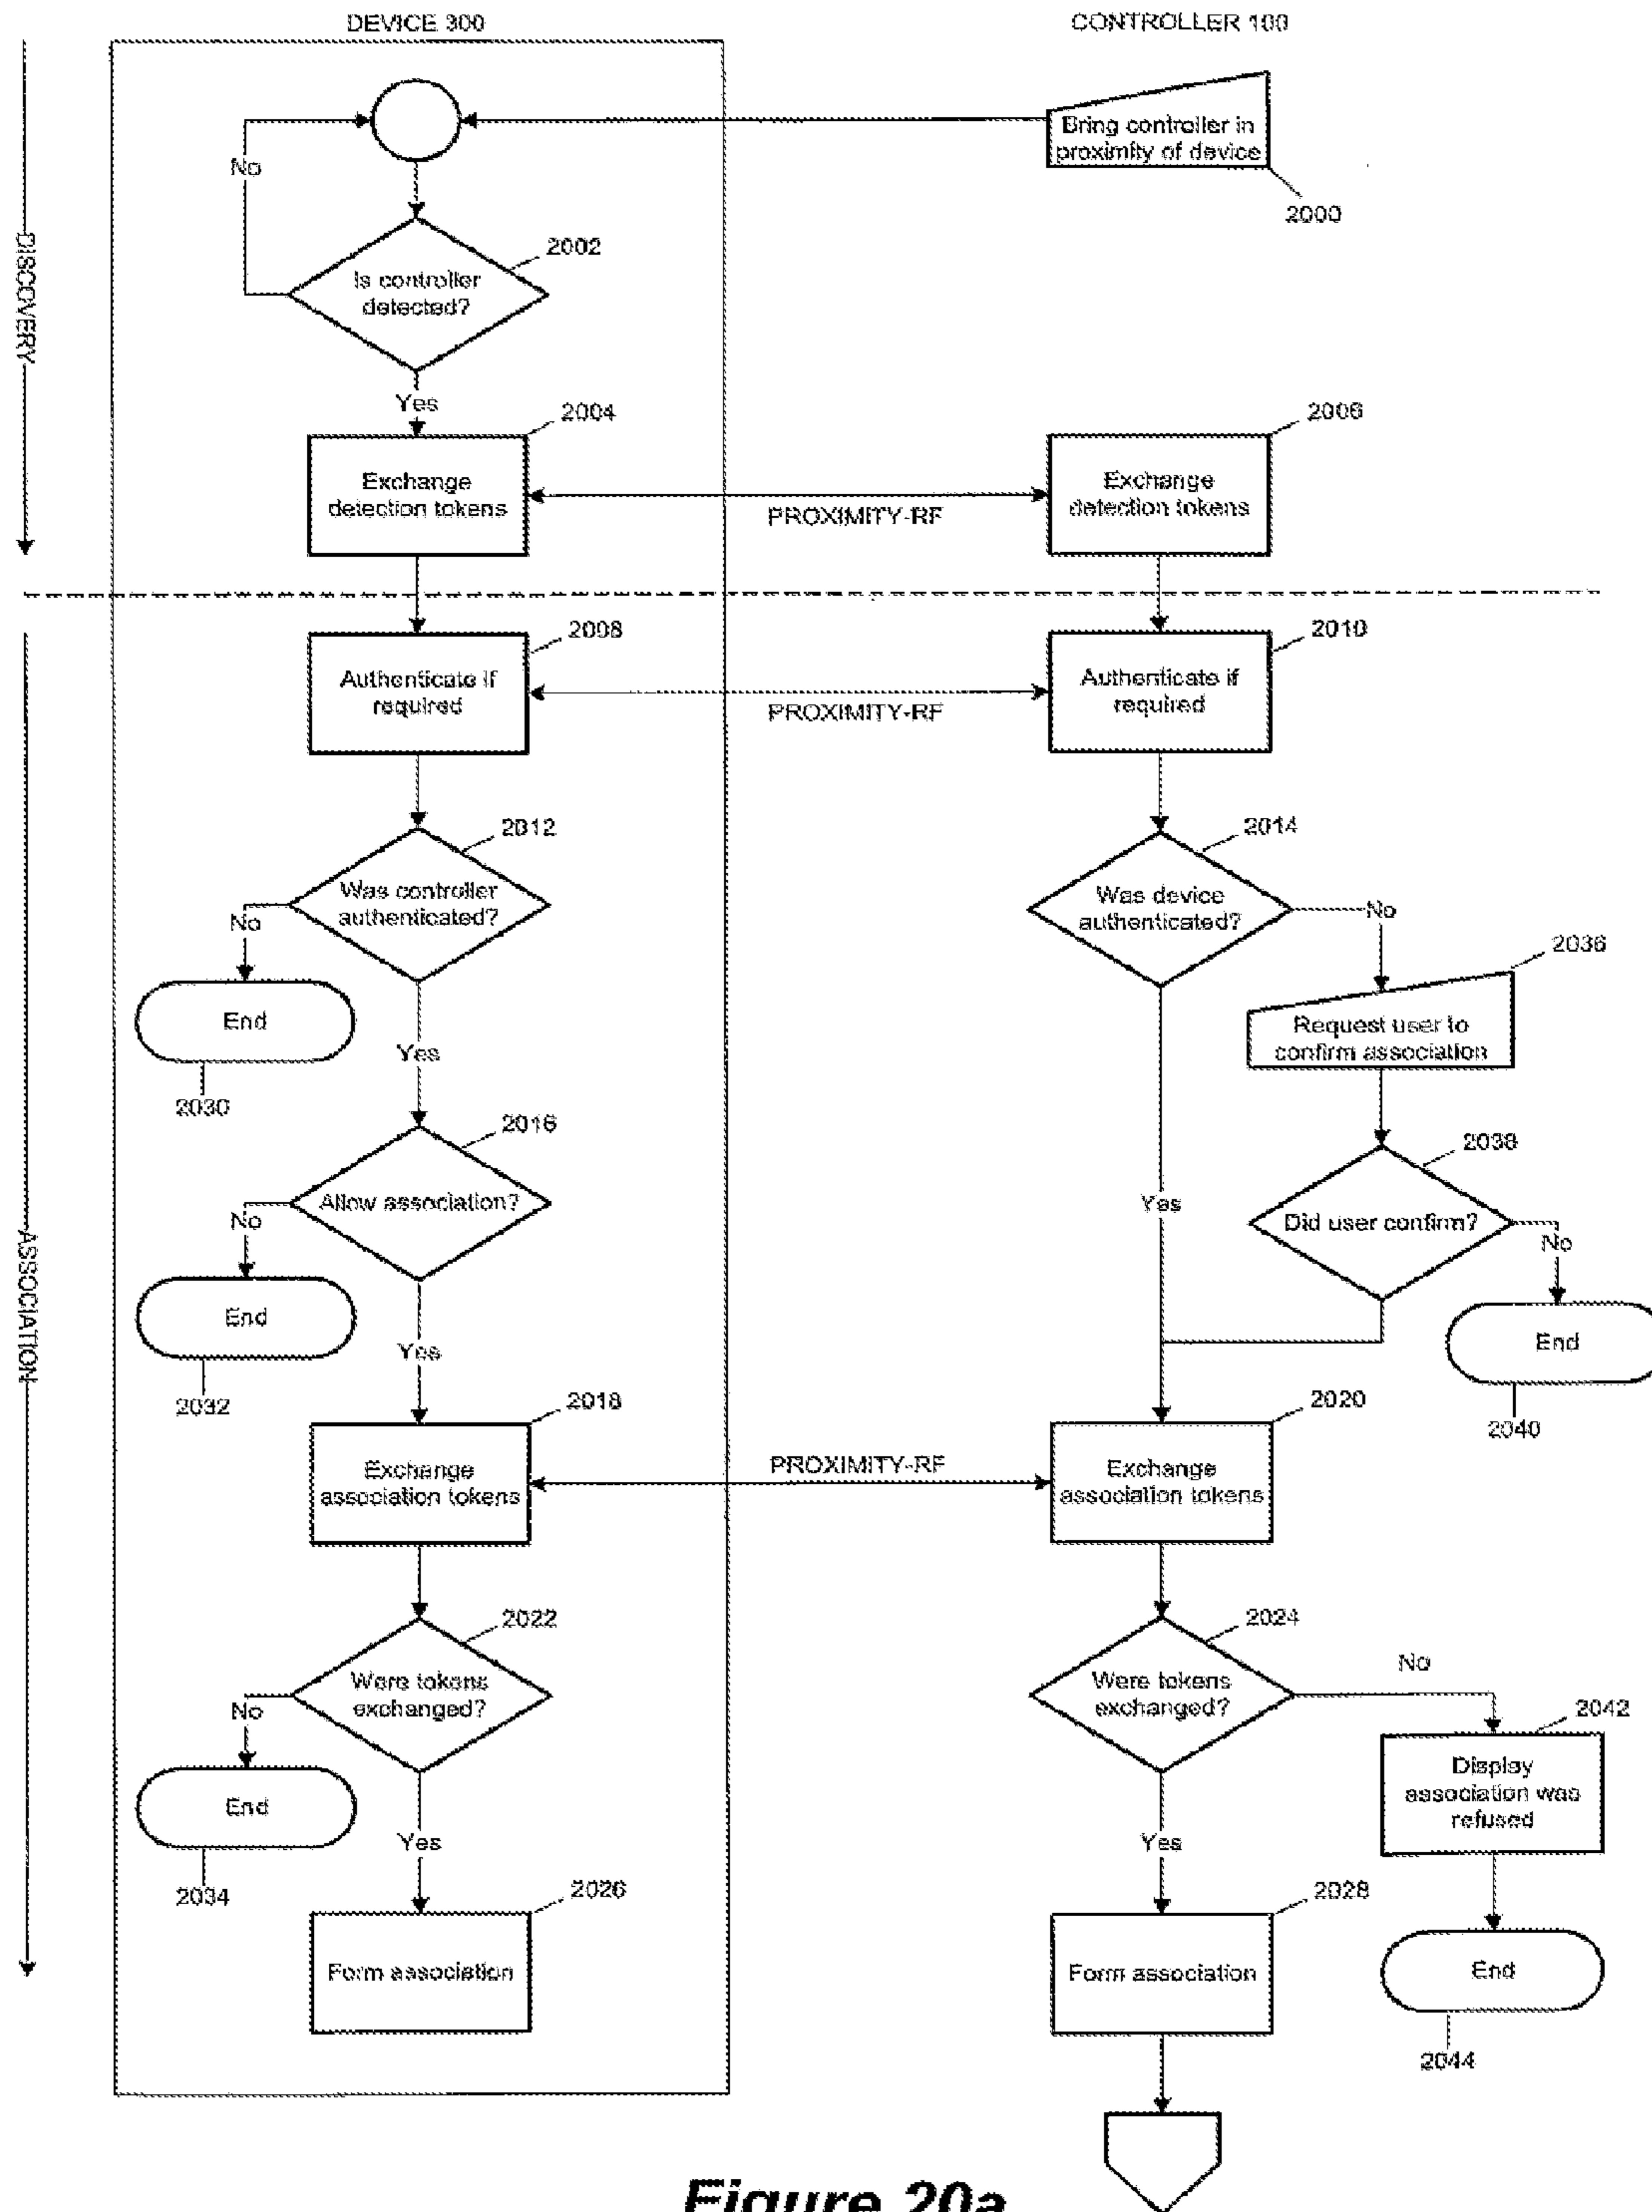 DEVICE 300
CONTROLLER 100
Bring controller in
proximity of device
2000
No
DISCOVERY
2002
Is controller
detected?
Yes
2004
2006
Exchange
detection tokens
PROXIMITY-RF
Exchange
detection tokens
2008
2010
Authenticate if
required
PROXIMITY-RF
Authenticate if
required
2012
2014
Was controller
authenticated?
No
Was device
authenticated?
No
2036
End
2030
Yes
Request user to
confirm association
2016
2038
Allow association?
No
Yes
Did user confirm?
No
ASSOCIATION
End
2032
Yes
End
2040
2018
2020
Exchange
association tokens
PROXIMITY-RF
Exchange
association tokens
2022
2024
Were tokens
exchanged?
No
Were tokens
exchanged?
No
2042
Display
association was
refused
End
2034
Yes
Yes
2026
2028
Form association
Form association
End
2044
Figure 20a